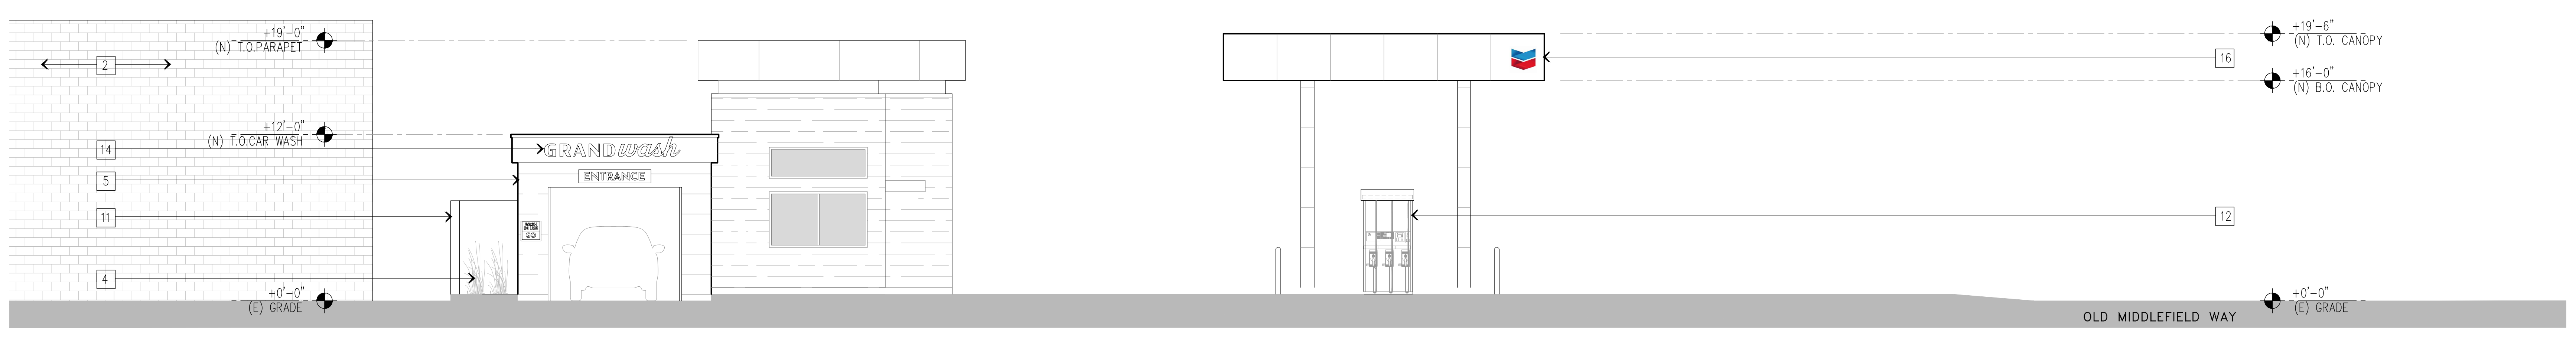 +19'-0"
(N) T.O.PARAPET
2
+12'-0"
(N) T.O.CAR WASH
14
5
11
4
+0'-0"
(E) GRADE
GRANDwash
ENTRANCE
GO
+19'-6"
(N) T.O. CANOPY
16
+16'-0"
(N) B.O. CANOPY
12
+0'-0"
(E) GRADE
OLD MIDDLEFIELD WAY